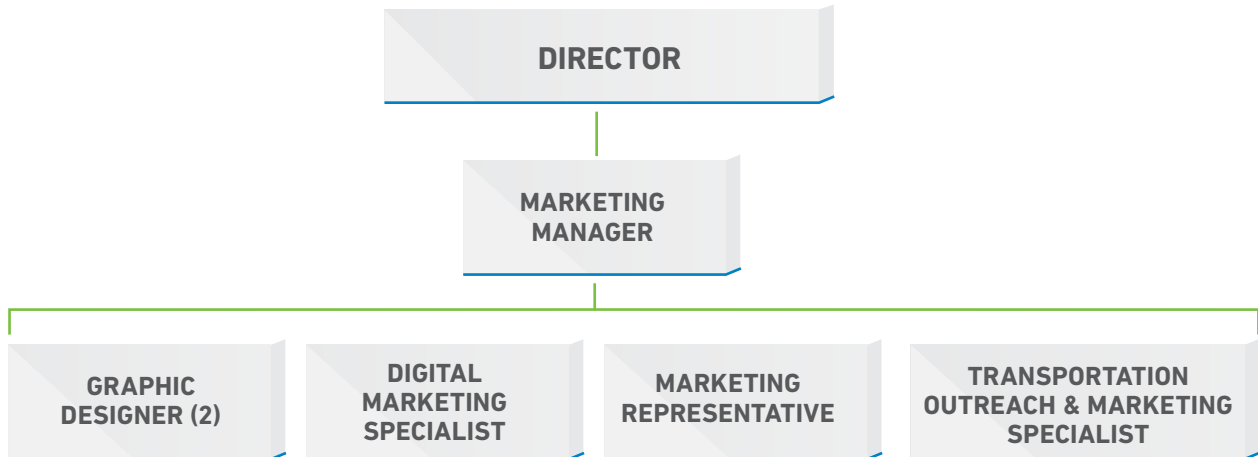 DIRECTOR
MARKETING
MANAGER
GRAPHIC
DESIGNER (2)
DIGITAL
MARKETING
SPECIALIST
MARKETING
REPRESENTATIVE
TRANSPORTATION
OUTREACH & MARKETING
SPECIALIST